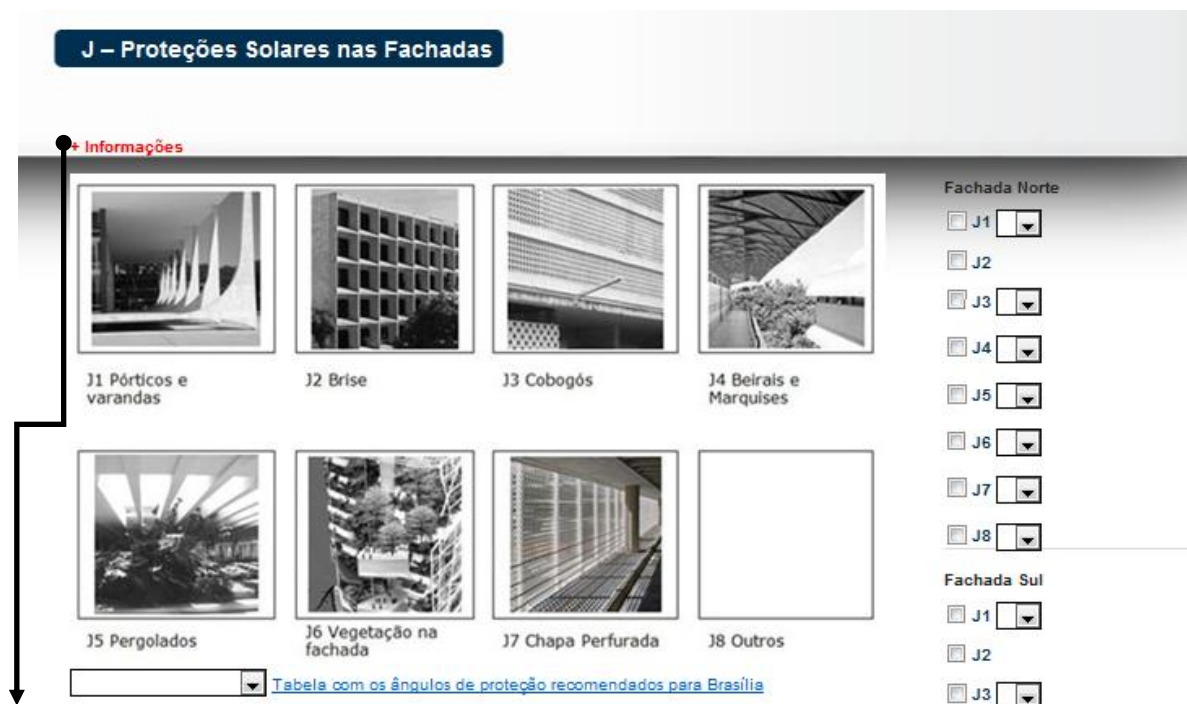 J – Proteções Solares nas Fachadas
+ Informações
J1 Pórticos e
varandas
J2 Brise
J3 Cobogós
J4 Beirais e
Marquises
J5 Pergolados
J6 Vegetação na
fachada
J7 Chapa Perfurada
J8 Outros
Tabela com os ângulos de proteção recomendados para Brasília
Fachada Norte
J1
J2
J3
J4
J5
J6
J7
J8
Fachada Sul
J1
J2
J3